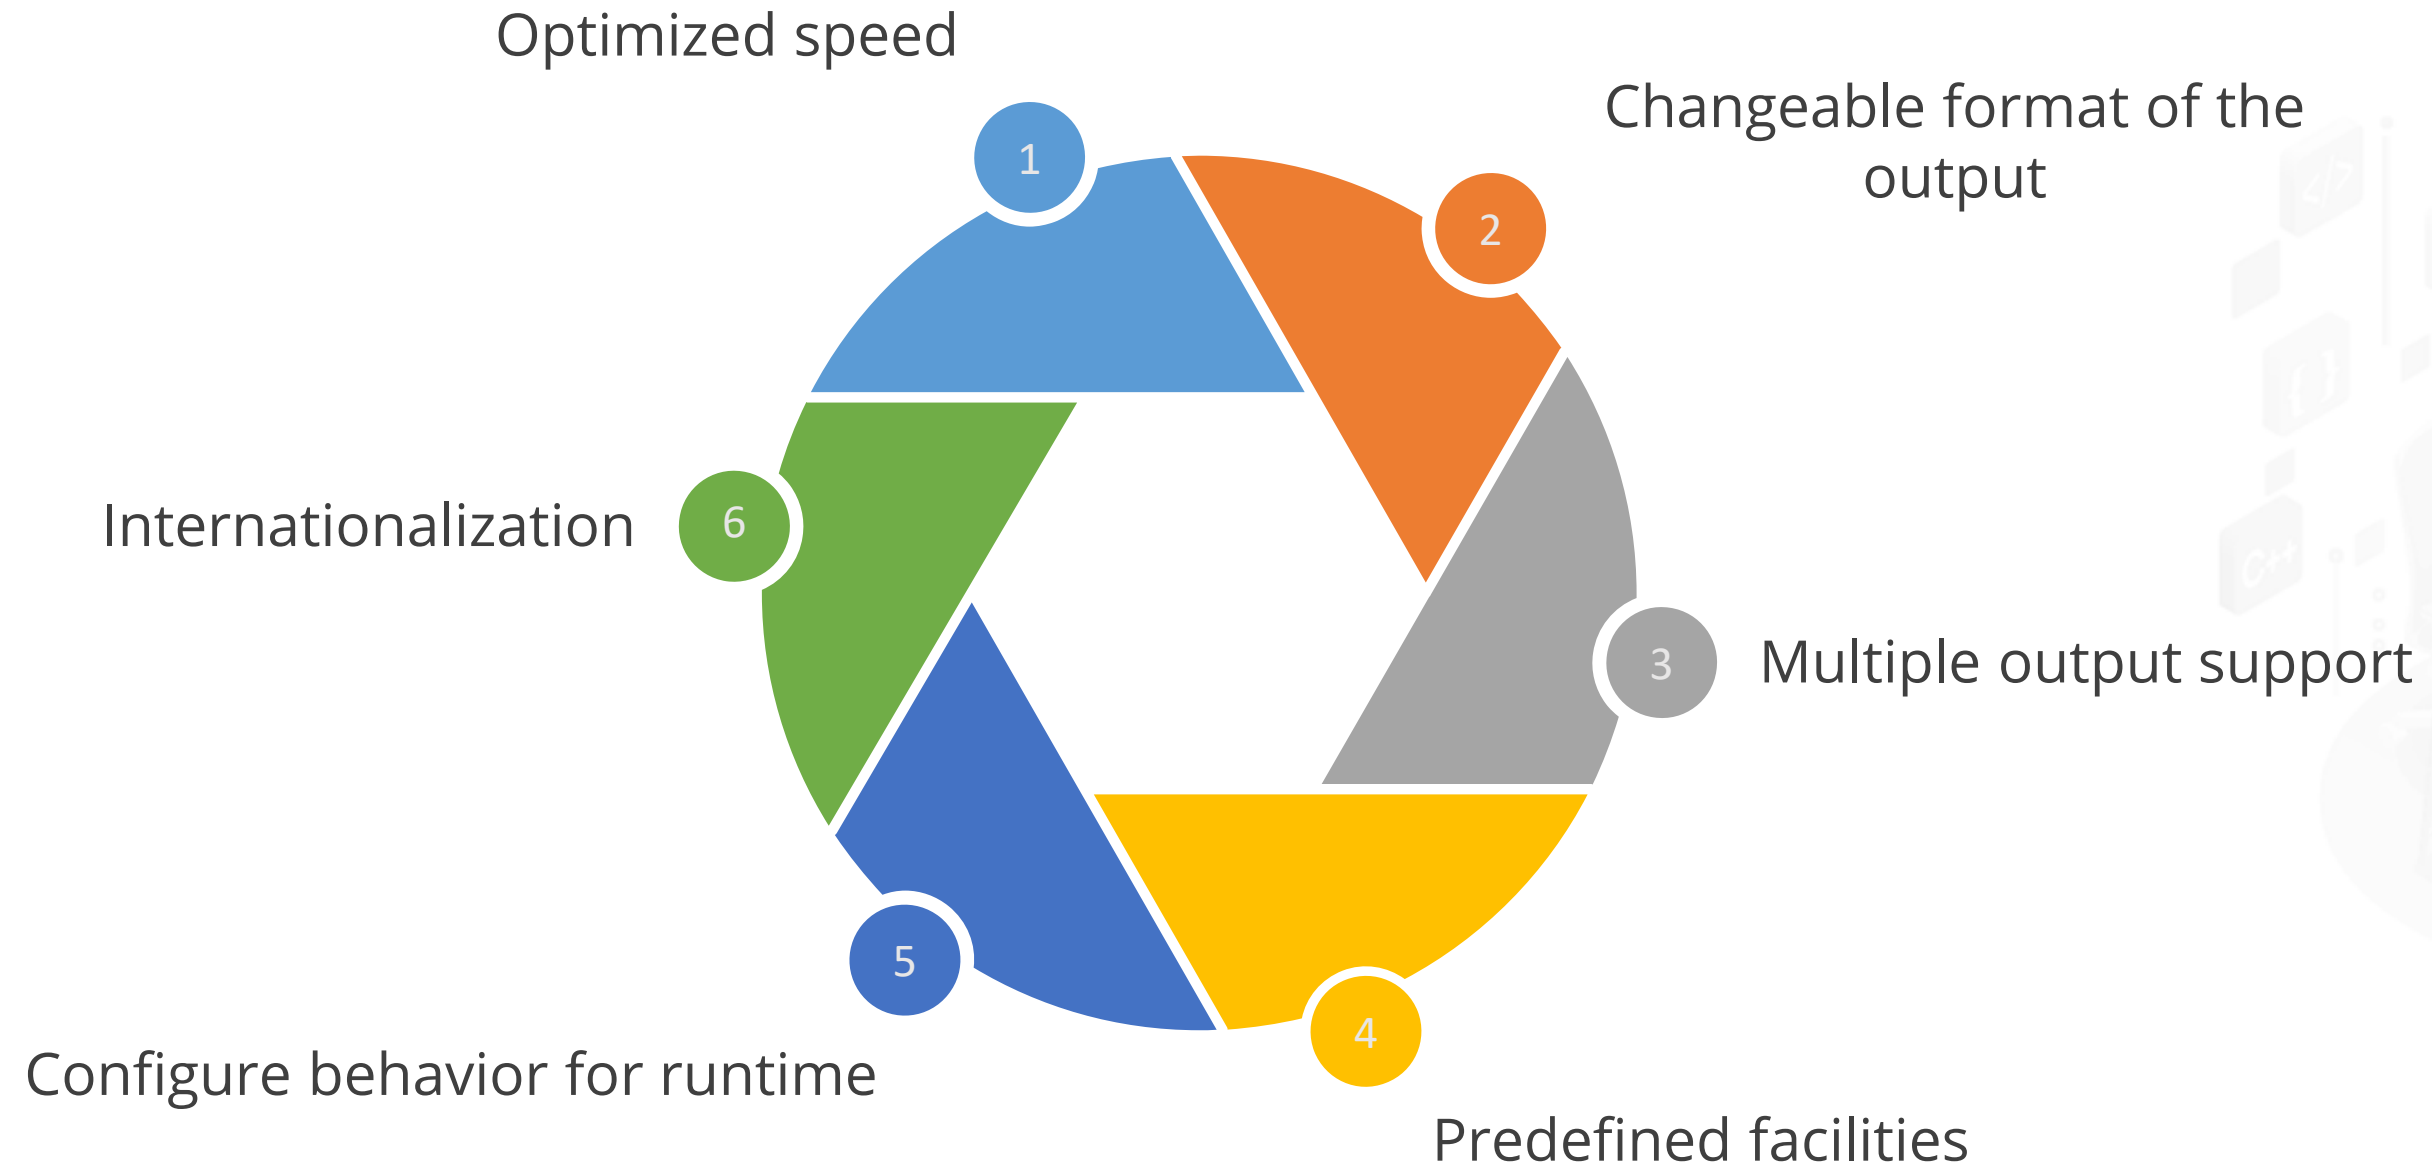 Optimized speed
1
Changeable format of the
output
2
3
Multiple output support
4
Predefined facilities
5
Configure behavior for runtime
6
Internationalization
</>
{ }
C++